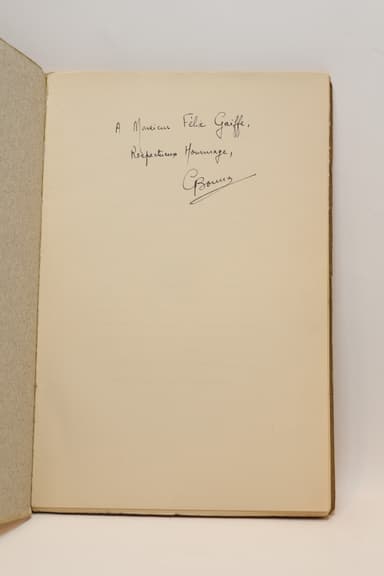 A Monsieur Félix Gaiffe,
Respectueux Hommage,